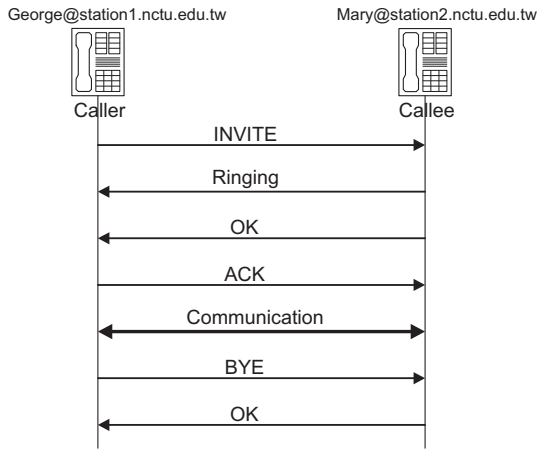 George@station1.nctu.edu.tw
Mary@station2.nctu.edu.tw
Caller
Callee
INVITE
Ringing
OK
ACK
Communication
BYE
OK